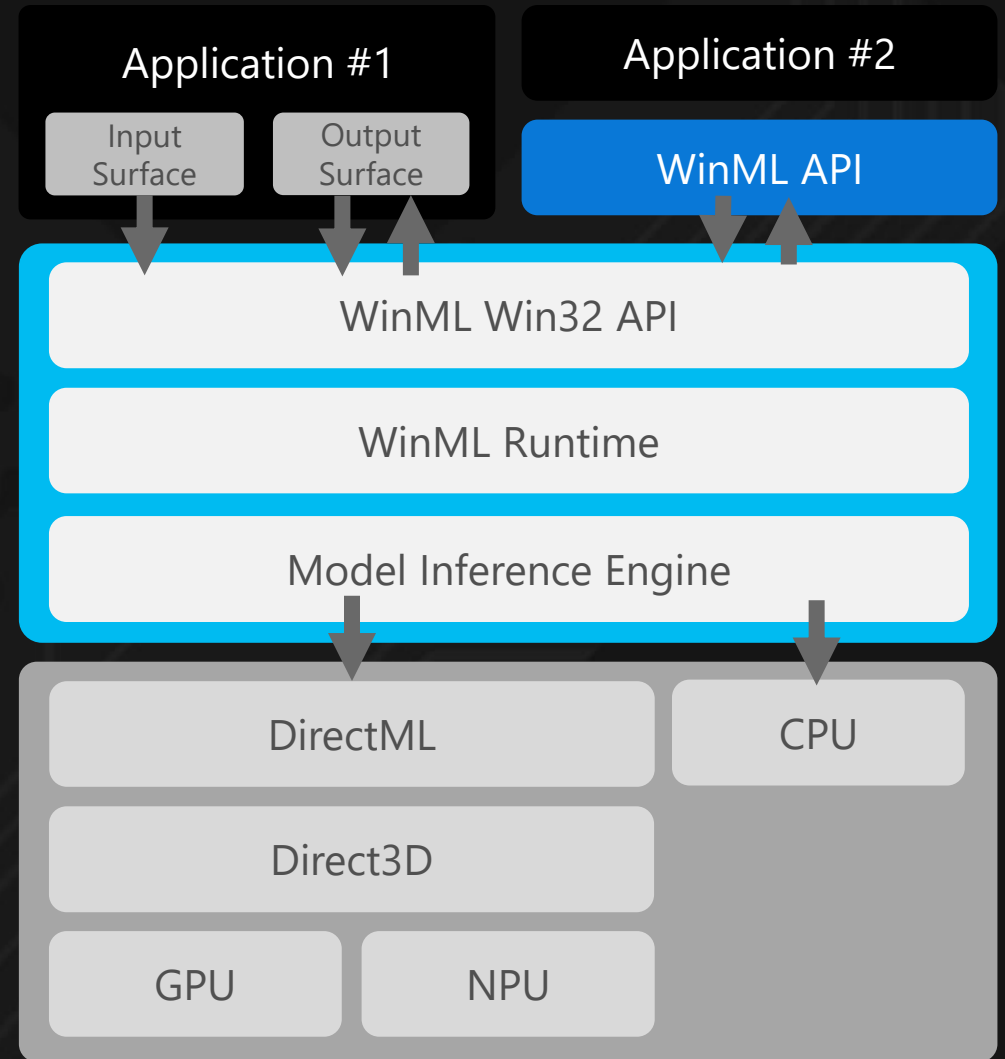 Application #1
Application #2
Input
Surface
Output
Surface
WinML API
WinML Win32 API
WinML Runtime
Model Inference Engine
DirectML
CPU
Direct3D
GPU
NPU